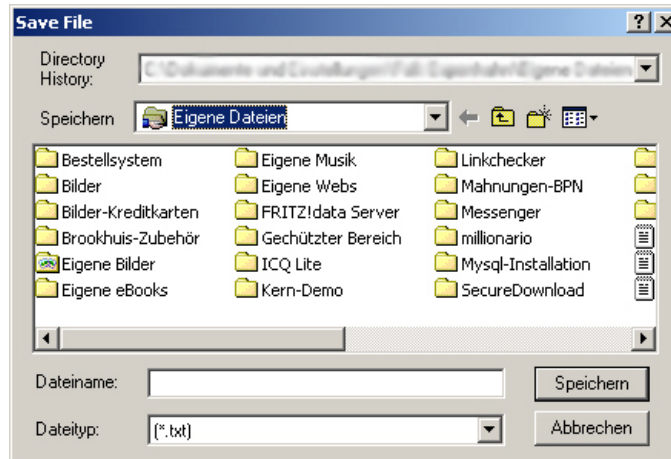 Save File
Directory
History:
Speichern Eigene Dateien
Bestellsystem Eigene Musik Linkchecker
Bilder Eigene Webs Mahnungen-BPN
Bilder-Kreditkarten FRITZ!data Server Messenger
Brookhuis-Zubehör Gechützter Bereich millionario
Eigene Bilder ICQ Lite Mysql-Installation
Eigene eBooks Kern-Demo SecureDownload
Dateiname: Speichern
Dateityp: (*.txt) Abbrechen